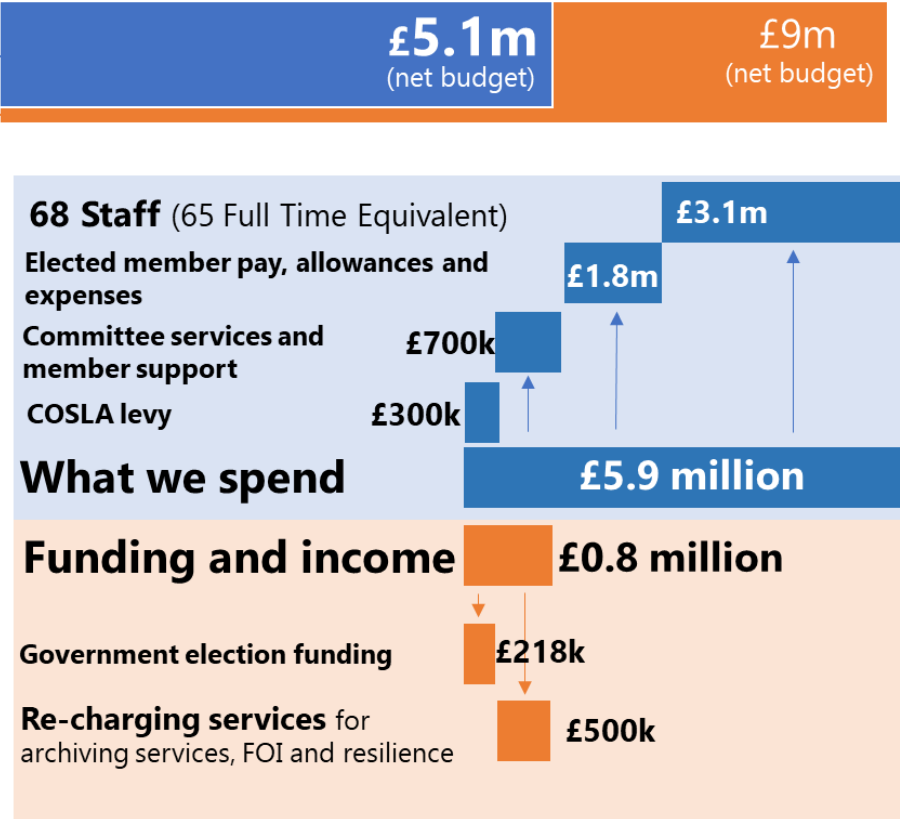 £5.1m
(net budget)
£9m
(net budget)
68 Staff (65 Full Time Equivalent)
£3.1m
Elected member pay, allowances and
expenses
£1.8m
Committee services and
member support
£700k
COSLA levy
£300k
What we spend
£5.9 million
Funding and income
£0.8 million
Government election funding
£218k
Re-charging services for
archiving services, FOI and resilience
£500k